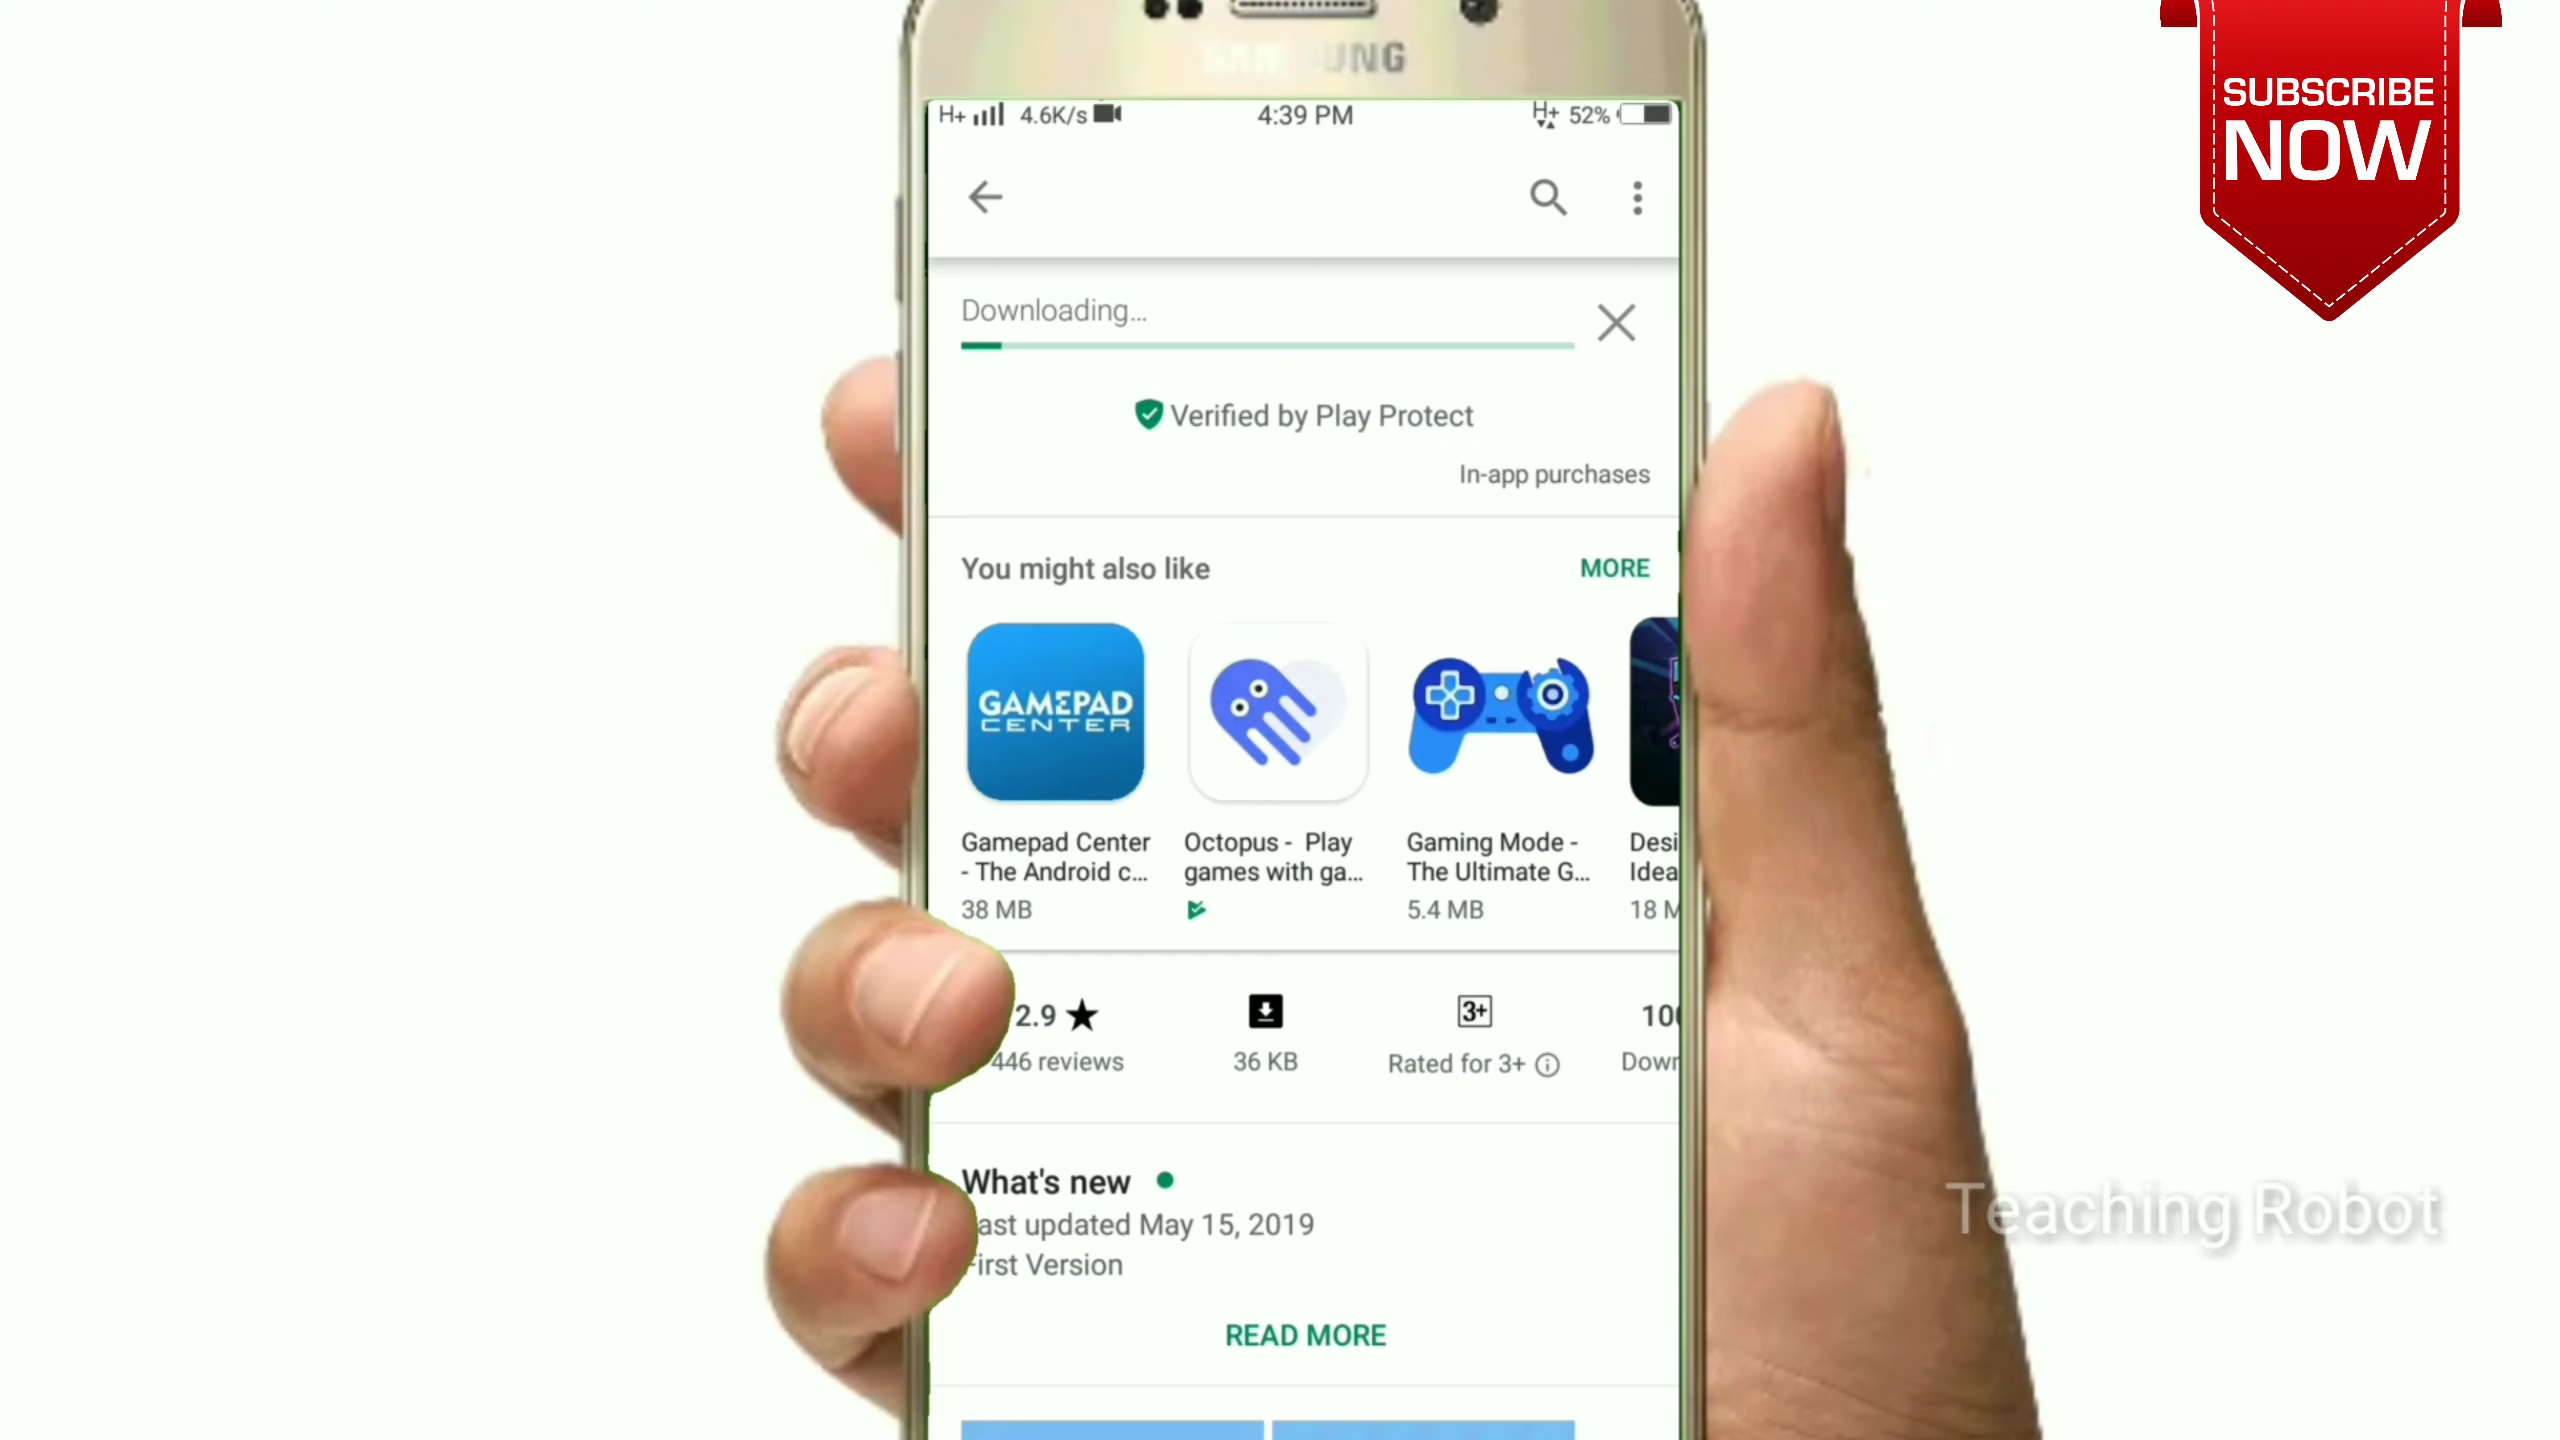 SAMSUNG
SUBSCRIBE
NOW
H+ 4.6K/s 4:39 PM H+ 52%
Downloading...
Verified by Play Protect
In-app purchases
You might also like MORE
GAMEPAD
CENTER
Gamepad Center
- The Android c...
38 MB
Octopus - Play
games with ga...
Gaming Mode -
The Ultimate G...
5.4 MB
Desi
Idea
18 M
2.9 ★
446 reviews
36 KB
3+
Rated for 3+
100
Down
What's new
ast updated May 15, 2019
First Version
READ MORE
Teaching Robot